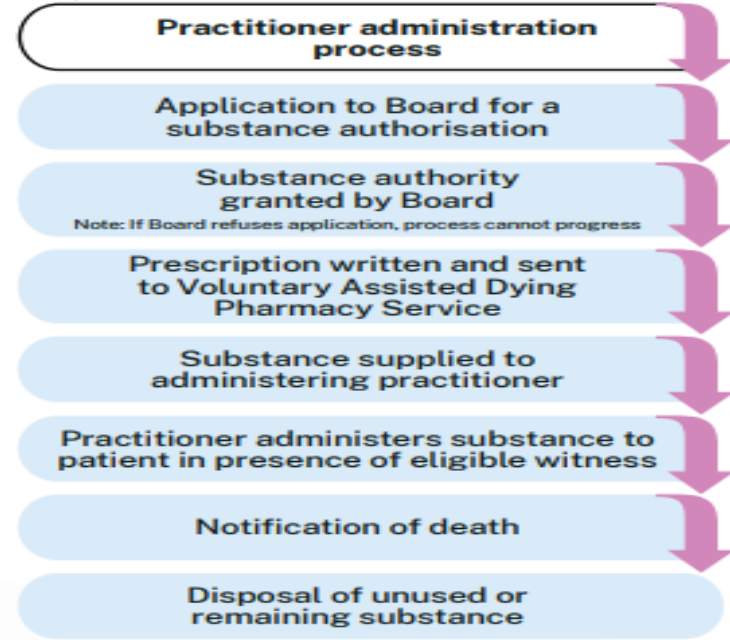 Practitioner administration
process
Application to Board for a
substance authorisation
Substance authority
granted by Board
Note: If Board refuses application, process cannot progress
Prescription written and sent
to Voluntary Assisted Dying
Pharmacy Service
Substance supplied to
administering practitioner
Practitioner administers substance to
patient in presence of eligible witness
Notification of death
Disposal of unused or
remaining substance